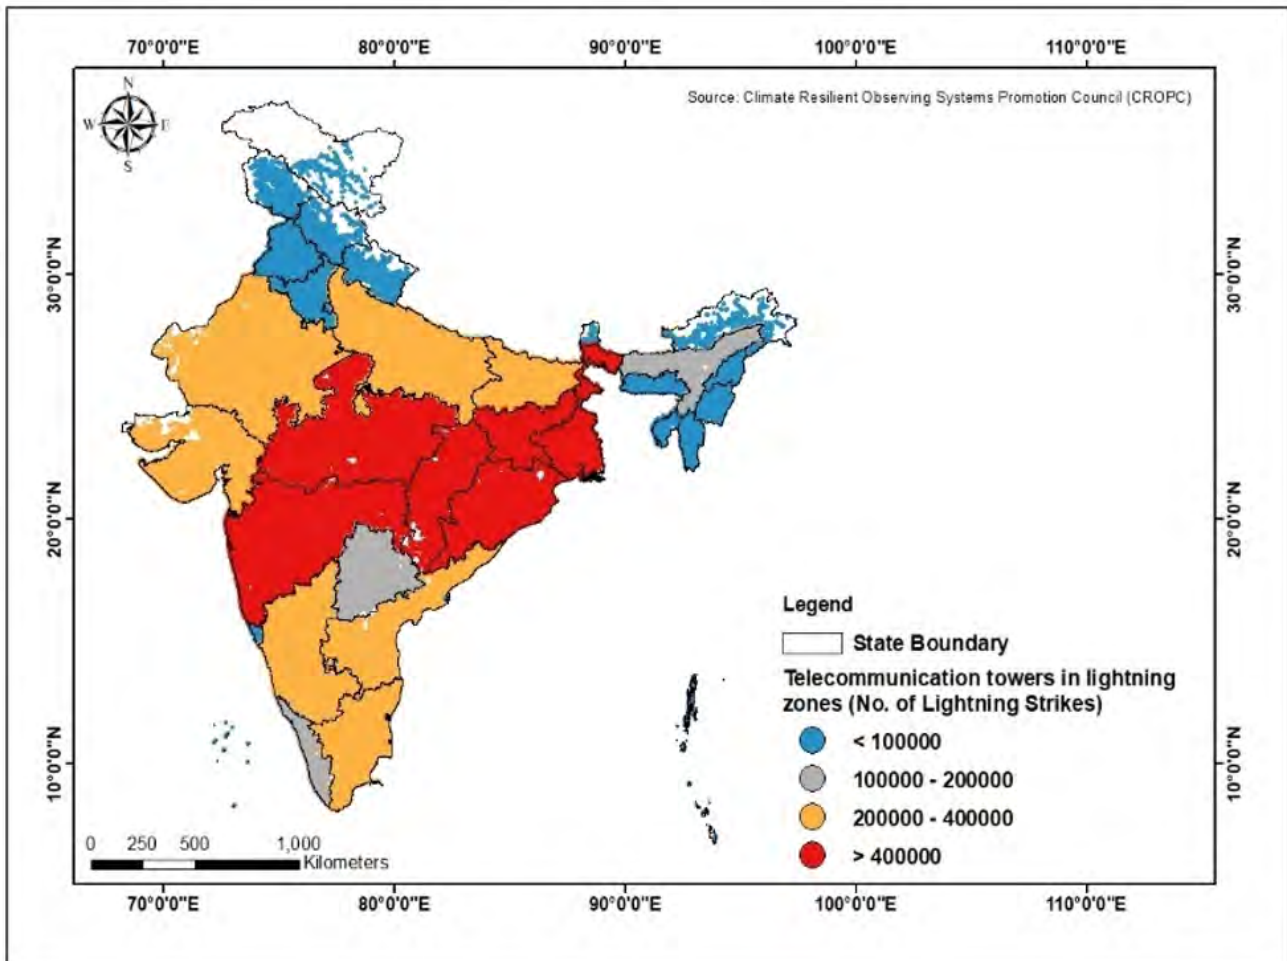 70°0'0"E 80°0'0"E 90°0'0"E 100°0'0"E 110°0'0"E
Source: Climate Resilient Observing Systems Promotion Council (CROPC)
N
W E
S
30°0'0"N 30°0'0"N
20°0'0"N 20°0'0"N
10°0'0"N 10°0'0"N
Legend
State Boundary
Telecommunication towers in lightning
zones (No. of Lightning Strikes)
< 100000
100000 - 200000
200000 - 400000
> 400000
0 250 500 1,000
Kilometers
70°0'0"E 80°0'0"E 90°0'0"E 100°0'0"E 110°0'0"E